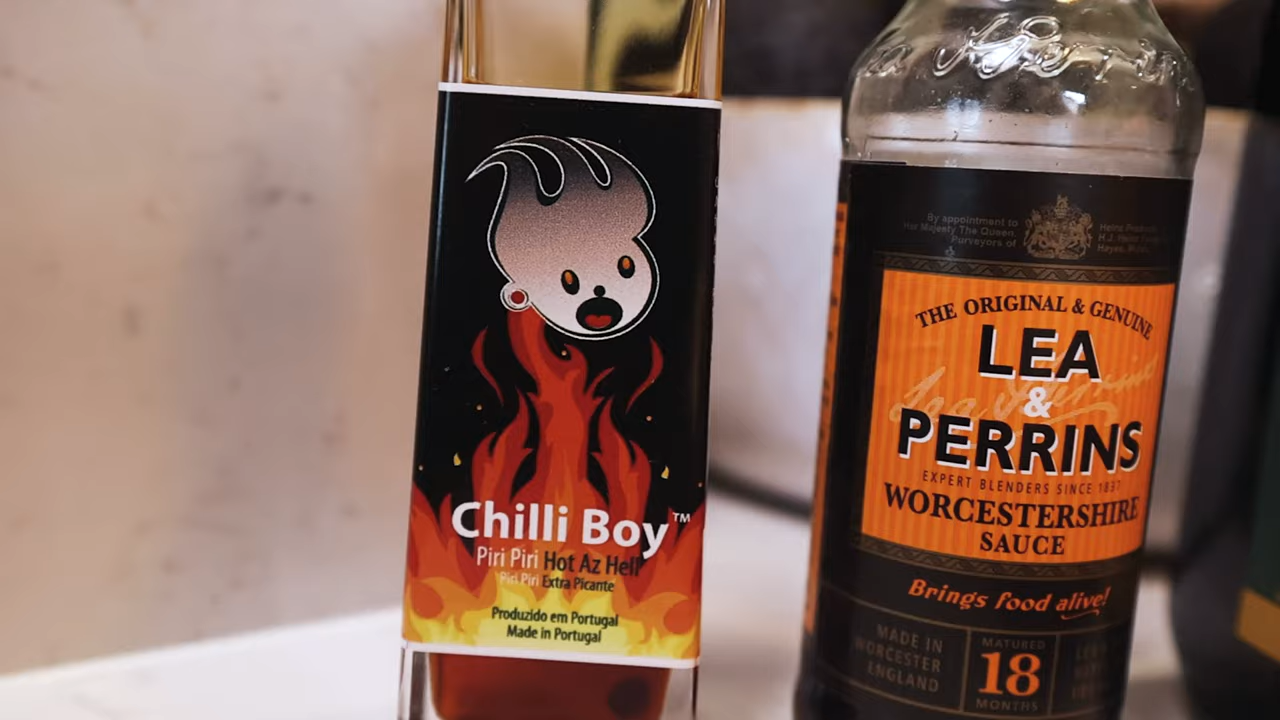 Chilli Boy™
Piri Piri Hot Az Hell
Piri Piri Extra Picante
Produzido em Portugal
Made in Portugal
By appointment to
Her Majesty The Queen,
Purveyors of
THE ORIGINAL & GENUINE
LEA
&
PERRINS
EXPERT BLENDERS SINCE 1837
WORCESTERSHIRE
SAUCE
Brings food alive!
MADE IN
WORCESTER
ENGLAND
MATURED
18
MONTHS